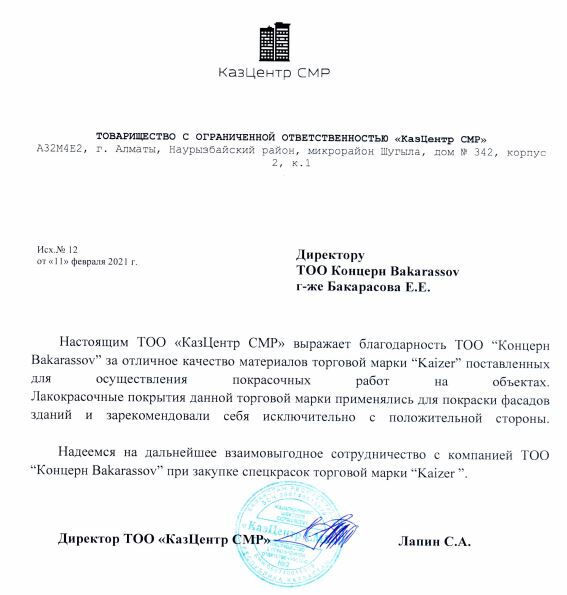 КазЦентр СМР
ТОВАРИЩЕСТВО С ОГРАНИЧЕННОЙ ОТВЕТСТВЕННОСТЬЮ «КазЦентр СМР»
А32М4Е2, г. Алматы, Наурызбайский район, микрорайон Шугыла, дом № 342, корпус
2, к.1
Исх.№ 12
от «11» февраля 2021 г.
Директору
ТОО Концерн Bakarassov
г-же Бакарасова Е.Е.
Настоящим ТОО «КазЦентр СМР» выражает благодарность ТОО “Концерн
Bakarassov” за отличное качество материалов торговой марки “Kaizer” поставленных
для осуществления покрасочных работ на объектах.
Лакокрасочные покрытия данной торговой марки применялись для покраски фасадов
зданий и зарекомендовали себя исключительно с положительной стороны.
Надеемся на дальнейшее взаимовыгодное сотрудничество с компанией ТОО
“Концерн Bakarassov” при закупке спецкрасок торговой марки “Kaizer ”.
Директор ТОО «КазЦентр СМР»
Лапин С.А.
«КазЦентр СМР»